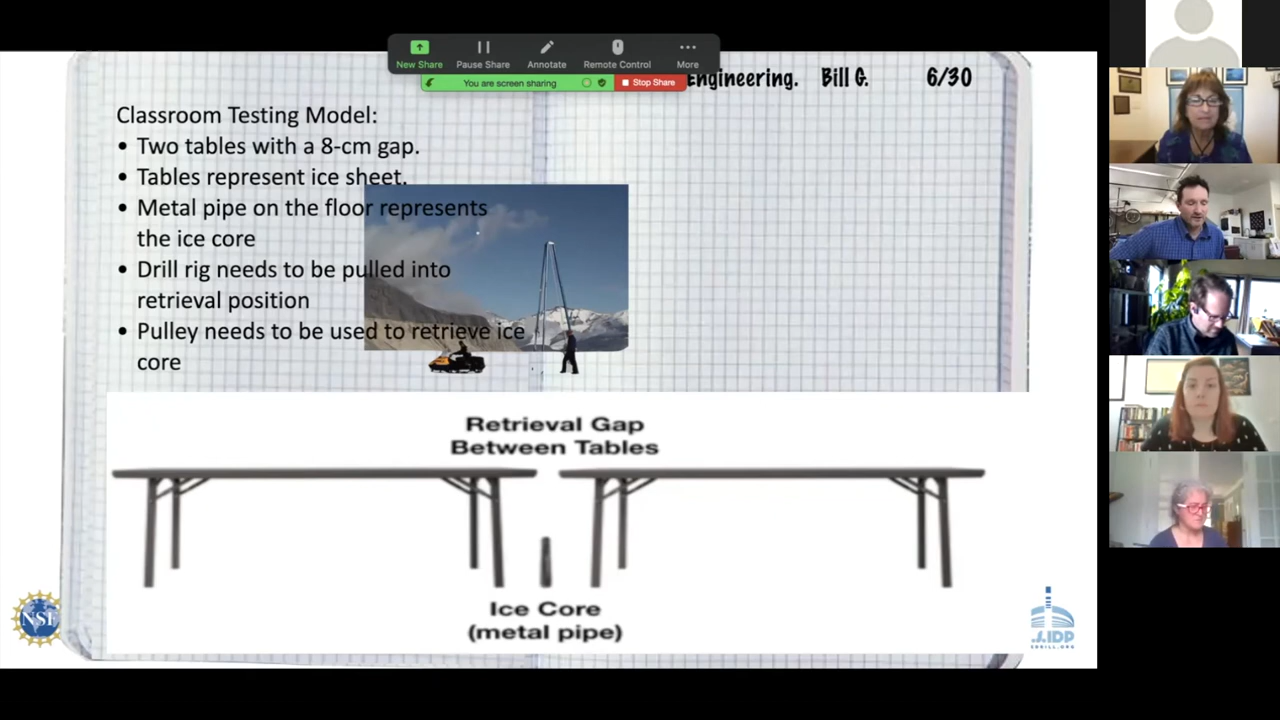 New Share
Pause Share
Annotate
Remote Control
More
You are screen sharing
Stop Share
Engineering. Bill G. 6/30
Classroom Testing Model:
• Two tables with a 8-cm gap.
• Tables represent ice sheet.
• Metal pipe on the floor represents
the ice core
• Drill rig needs to be pulled into
retrieval position
• Pulley needs to be used to retrieve ice
core
Retrieval Gap
Between Tables
Ice Core
(metal pipe)
NSF
IDP